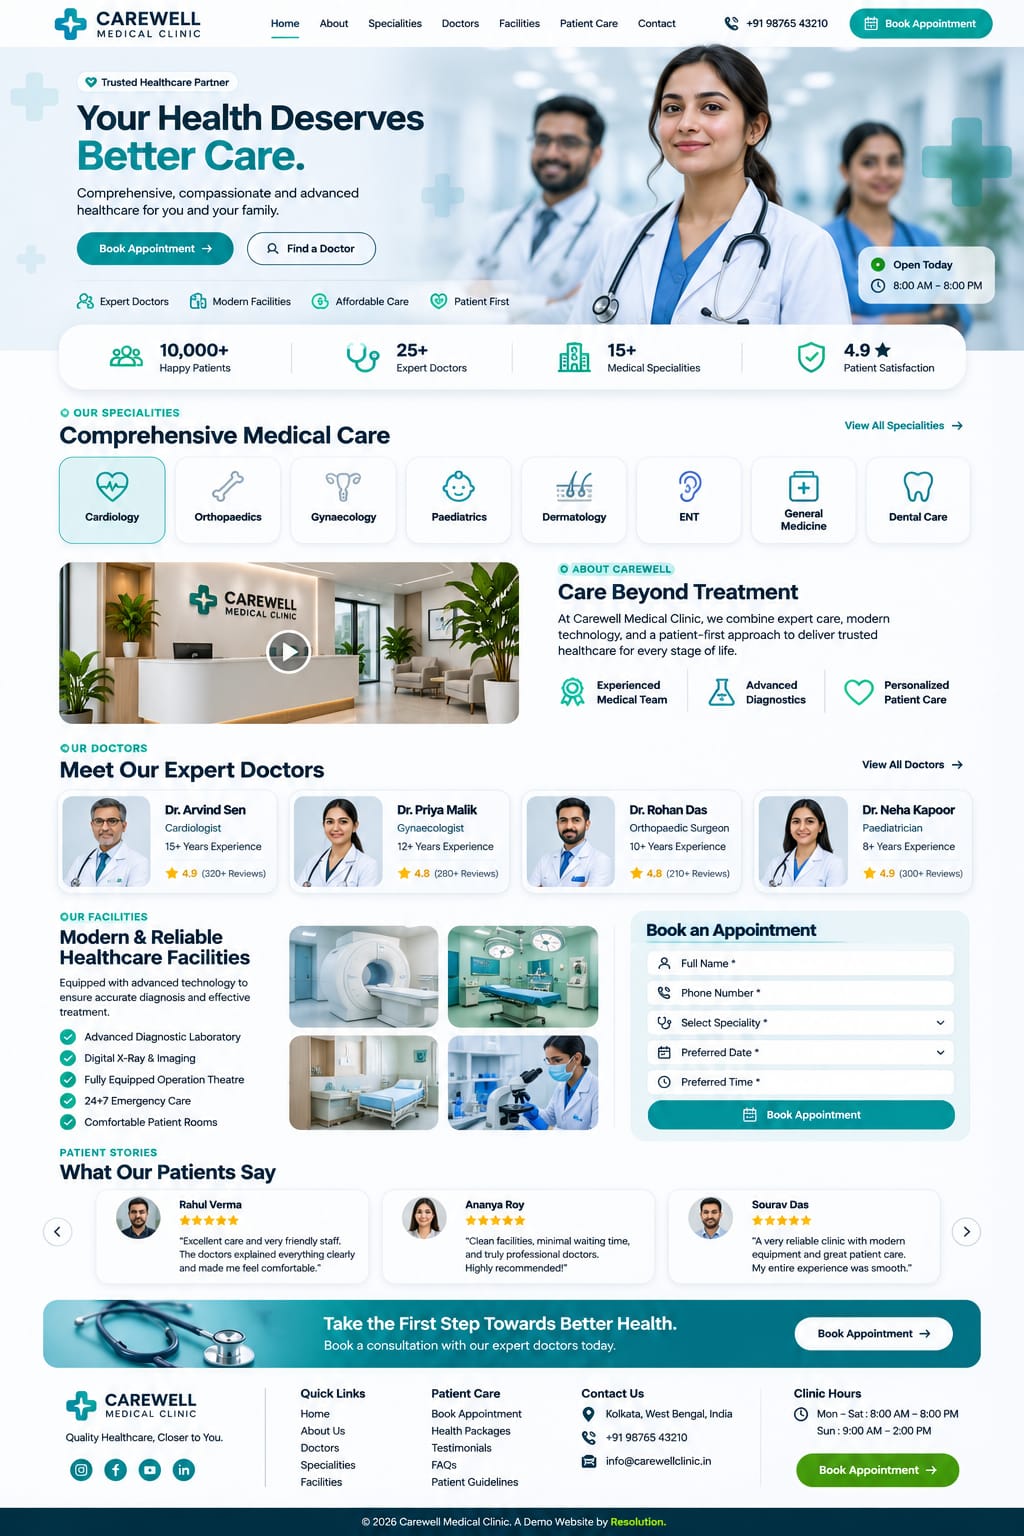 CAREWELL
MEDICAL CLINIC
Home
About
Specialities
Doctors
Facilities
Patient Care
Contact
+91 98765 43210
Book Appointment
Trusted Healthcare Partner
Your Health Deserves
Better Care.
Comprehensive, compassionate and advanced
healthcare for you and your family.
Book Appointment →
Find a Doctor
Expert Doctors
Modern Facilities
Affordable Care
Patient First
Open Today
8:00 AM – 8:00 PM
10,000+
Happy Patients
25+
Expert Doctors
15+
Medical Specialities
4.9 ★
Patient Satisfaction
OUR SPECIALITIES
Comprehensive Medical Care
View All Specialities →
Cardiology
Orthopaedics
Gynaecology
Paediatrics
Dermatology
ENT
General
Medicine
Dental Care
CAREWELL
MEDICAL CLINIC
ABOUT CAREWELL
Care Beyond Treatment
At Carewell Medical Clinic, we combine expert care, modern
technology, and a patient-first approach to deliver trusted
healthcare for every stage of life.
Experienced
Medical Team
Advanced
Diagnostics
Personalized
Patient Care
OUR DOCTORS
Meet Our Expert Doctors
View All Doctors →
Dr. Arvind Sen
Cardiologist
15+ Years Experience
★ 4.9 (320+ Reviews)
Dr. Priya Malik
Gynaecologist
12+ Years Experience
★ 4.8 (280+ Reviews)
Dr. Rohan Das
Orthopaedic Surgeon
10+ Years Experience
★ 4.8 (210+ Reviews)
Dr. Neha Kapoor
Paediatrician
8+ Years Experience
★ 4.9 (300+ Reviews)
OUR FACILITIES
Modern & Reliable
Healthcare Facilities
Equipped with advanced technology to
ensure accurate diagnosis and effective
treatment.
Advanced Diagnostic Laboratory
Digital X-Ray & Imaging
Fully Equipped Operation Theatre
24+7 Emergency Care
Comfortable Patient Rooms
Book an Appointment
Full Name *
Phone Number *
Select Speciality *
Preferred Date *
Preferred Time *
Book Appointment
PATIENT STORIES
What Our Patients Say
Rahul Verma
★★★★★
"Excellent care and very friendly staff.
The doctors explained everything clearly
and made me feel comfortable."
Ananya Roy
★★★★★
"Clean facilities, minimal waiting time,
and truly professional doctors.
Highly recommended!"
Sourav Das
★★★★★
"A very reliable clinic with modern
equipment and great patient care.
My entire experience was smooth."
Take the First Step Towards Better Health.
Book a consultation with our expert doctors today.
Book Appointment →
CAREWELL
MEDICAL CLINIC
Quality Healthcare, Closer to You.
Quick Links
Home
About Us
Doctors
Specialities
Facilities
Patient Care
Book Appointment
Health Packages
Testimonials
FAQs
Patient Guidelines
Contact Us
Kolkata, West Bengal, India
+91 98765 43210
info@carewellclinic.in
Clinic Hours
Mon – Sat : 8:00 AM – 8:00 PM
Sun : 9:00 AM – 2:00 PM
Book Appointment →
© 2026 Carewell Medical Clinic. A Demo Website by Resolution.